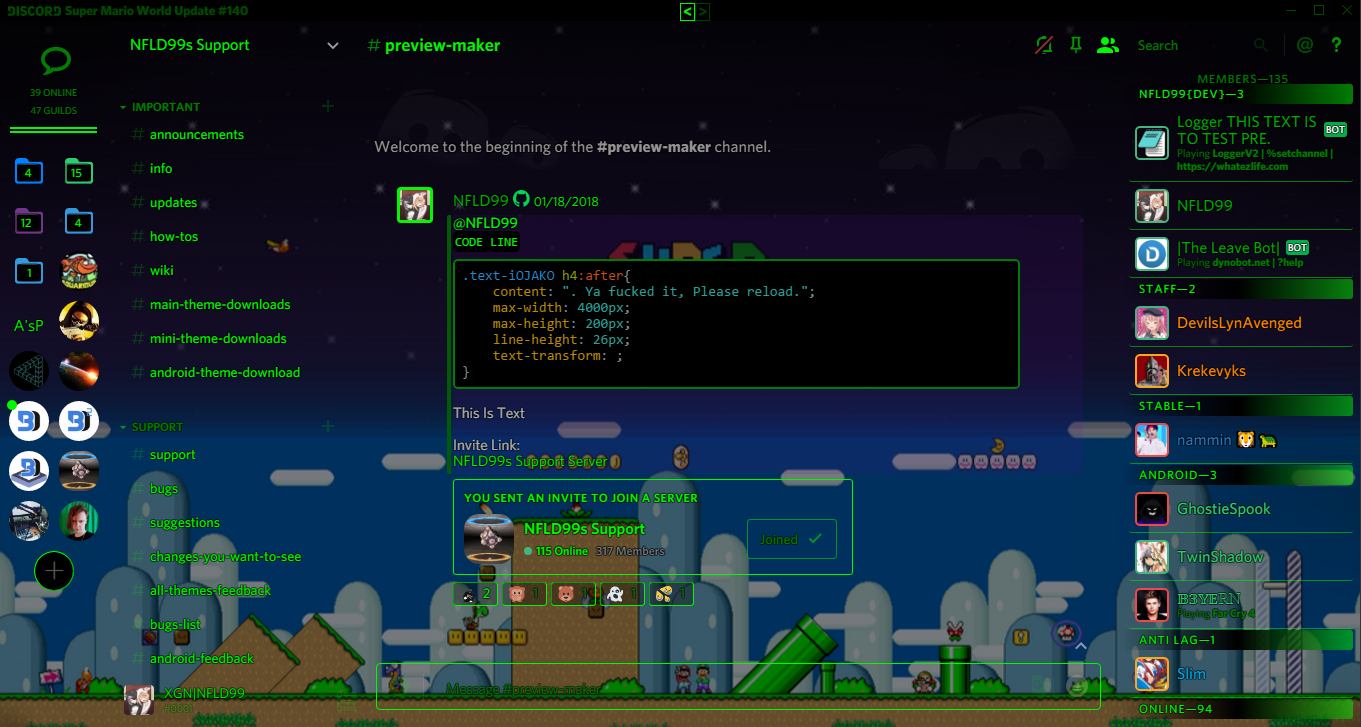 DISCORD Super Mario World Update #140
< >
NFLD99s Support
# preview-maker
Search
@ ?
39 ONLINE
47 GUILDS
4
15
12
4
1
A'sP
IMPORTANT
# announcements
# info
# updates
# how-tos
# wiki
# main-theme-downloads
# mini-theme-downloads
# android-theme-download
SUPPORT
# support
# bugs
# suggestions
# changes-you-want-to-see
# all-themes-feedback
# bugs-list
# android-feedback
XGN|NFLD99
Welcome to the beginning of the #preview-maker channel.
NFLD99 01/18/2018
@NFLD99
CODE LINE
.text-iOJAKO h4:after{
content: ". Ya fucked it, Please reload.";
max-width: 4000px;
max-height: 200px;
line-height: 26px;
text-transform: ;
}
This Is Text
Invite Link:
NFLD99s Support Server
YOU SENT AN INVITE TO JOIN A SERVER
NFLD99s Support
115 Online 317 Members
Joined
2 1 1 1 1
Message #preview-maker
MEMBERS—135
NFLD99{DEV}—3
Logger THIS TEXT IS
TO TEST PRE. BOT
Playing LoggerV2 | %setchannel |
https://whatezlife.com
NFLD99
|The Leave Bot| BOT
Playing dynobot.net | ?help
STAFF—2
DevilsLynAvenged
Krekevyks
STABLE—1
nammin
ANDROID—3
GhostieSpook
TwinShadow
B3YERN
Playing Far Cry 4
ANTI LAG—1
Slim
ONLINE—94